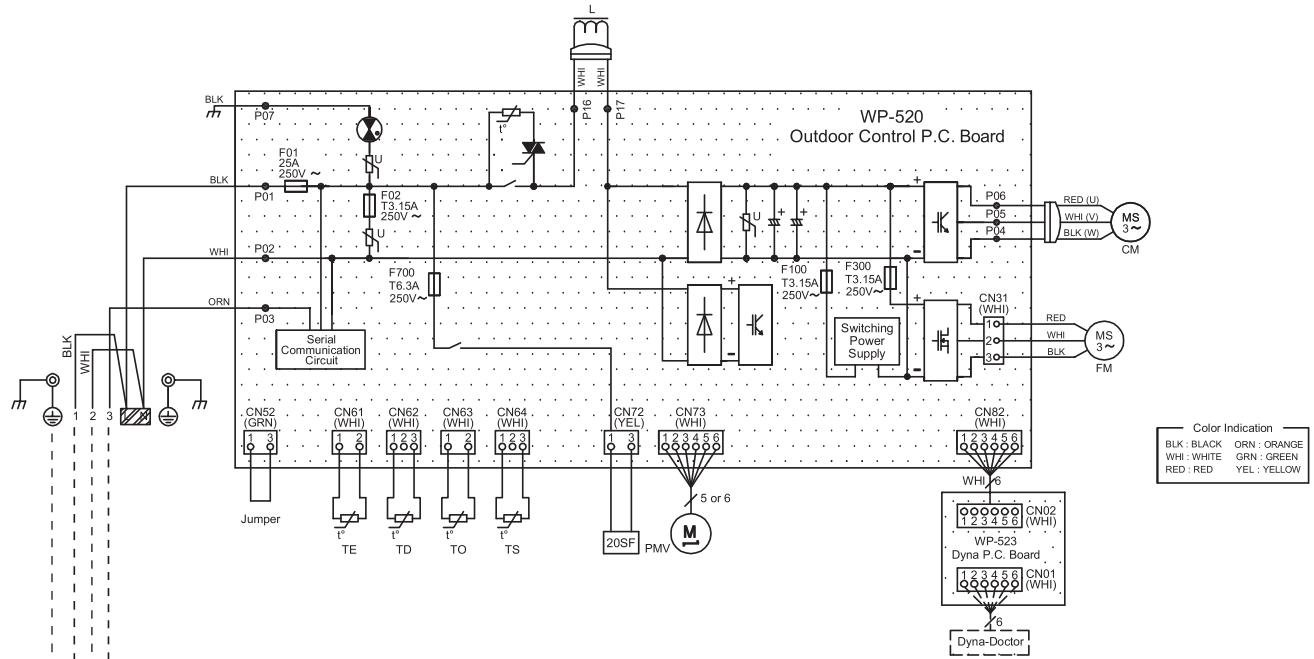 L
WHI
WHI
BLK
P07
P16
P17
WP-520
Outdoor Control P.C. Board
t°
U
F01
25A
250V ~
BLK
P01
F02
T3.15A
250V ~
U
U
+
+
+
-
P06
P05
P04
RED (U)
WHI (V)
BLK (W)
MS
3~
CM
WHI
P02
F700
T6.3A
250V ~
F100
T3.15A
250V ~
F300
T3.15A
250V ~
ORN
P03
Serial
Communication
Circuit
+
-
Switching
Power
Supply
+
-
CN31
(WHI)
1
2
3
RED
WHI
BLK
MS
3~
FM
BLK
WHI
1 2 3 L N
CN52
(GRN)
1 3
CN61
(WHI)
1 2
CN62
(WHI)
1 2 3
CN63
(WHI)
1 2
CN64
(WHI)
1 2 3
CN72
(YEL)
1 3
CN73
(WHI)
1 2 3 4 5 6
CN82
(WHI)
1 2 3 4 5 6
Color Indication
BLK : BLACK ORN : ORANGE
WHI : WHITE GRN : GREEN
RED : RED YEL : YELLOW
Jumper
t°
TE
t°
TD
t°
TO
t°
TS
20SF
PMV
5 or 6
M
WHI 6
CN02
(WHI)
1 2 3 4 5 6
WP-523
Dyna P.C. Board
1 2 3 4 5 6
CN01
(WHI)
6
Dyna-Doctor